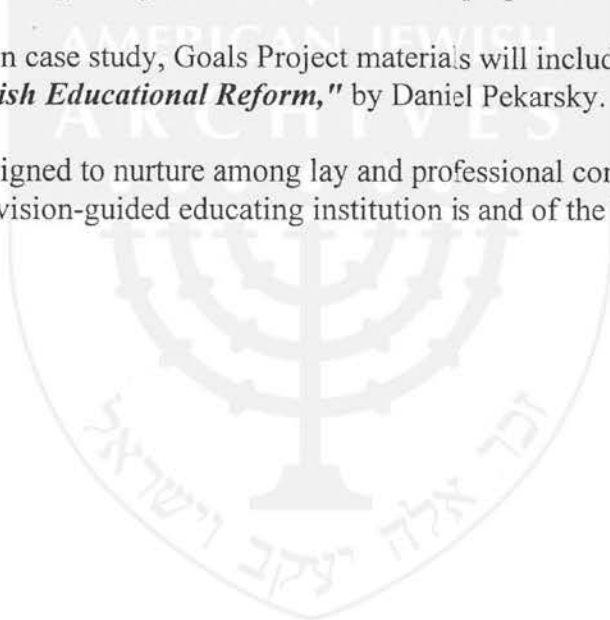 n case study, Goals Project materials will includ
AMERICAN JEWISH
ish Educational Reform," by Daniel Pekarsky.
ARCHIVES
igned to nurture among lay and professional con
vision-guided educating institution is and of the
זכר אלה יעקב וישראל